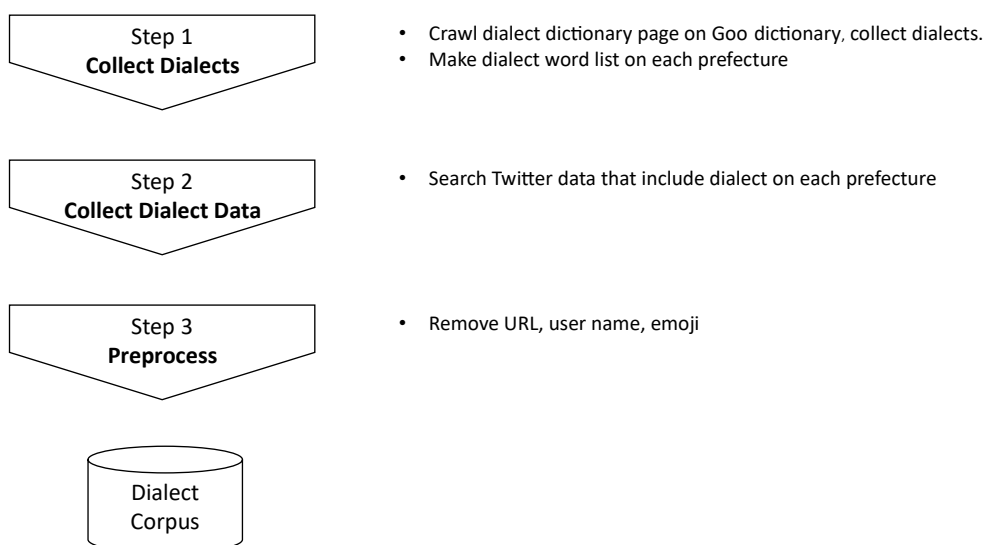 Step 1
Collect Dialects
• Crawl dialect dictionary page on Goo dictionary, collect dialects.
• Make dialect word list on each prefecture
Step 2
Collect Dialect Data
• Search Twitter data that include dialect on each prefecture
Step 3
Preprocess
• Remove URL, user name, emoji
Dialect
Corpus